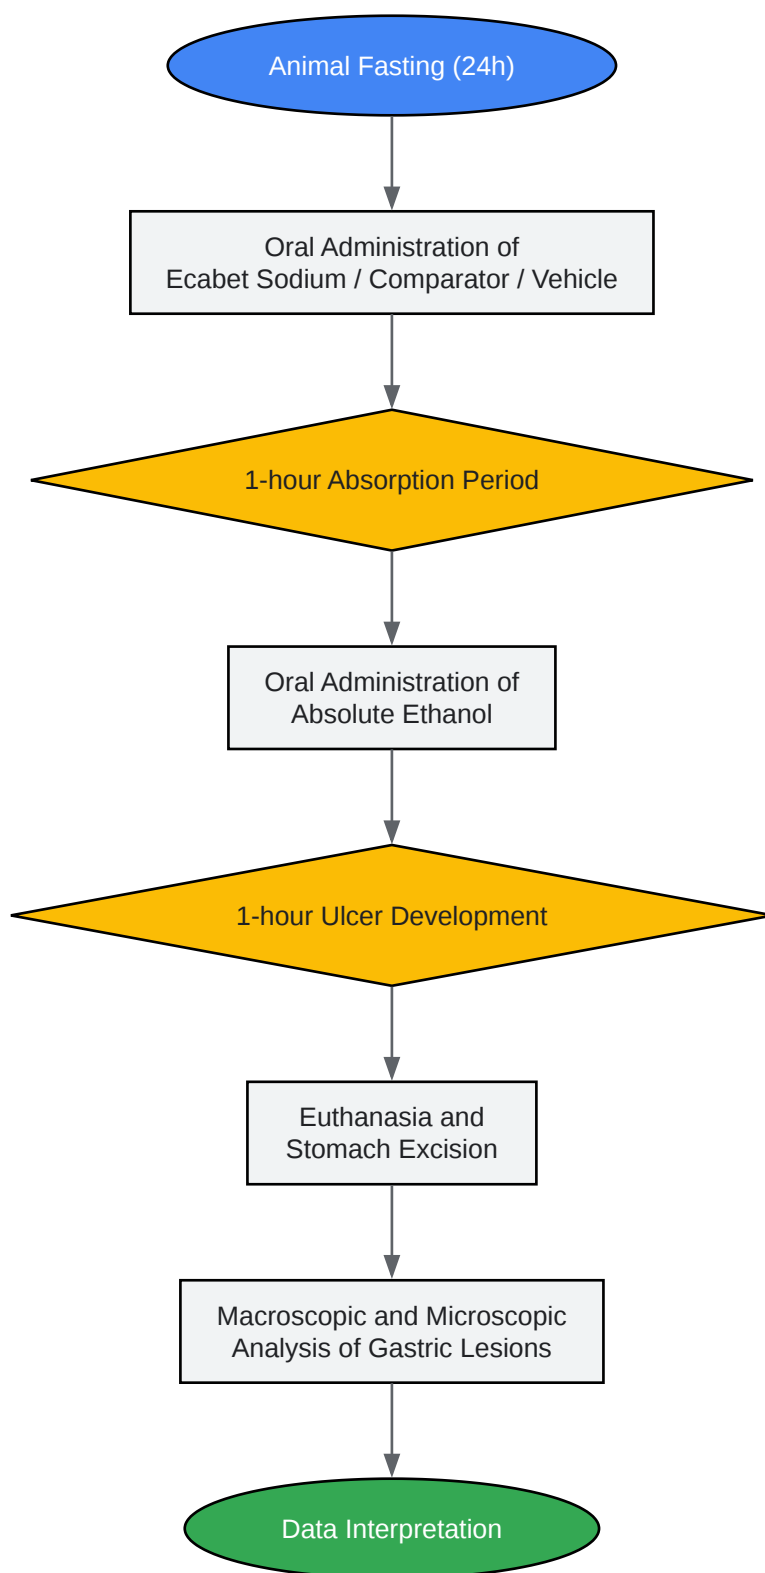 Animal Fasting (24h)
Oral Administration of
Ecabet Sodium / Comparator / Vehicle
1-hour Absorption Period
Oral Administration of
Absolute Ethanol
1-hour Ulcer Development
Euthanasia and
Stomach Excision
Macroscopic and Microscopic
Analysis of Gastric Lesions
Data Interpretation